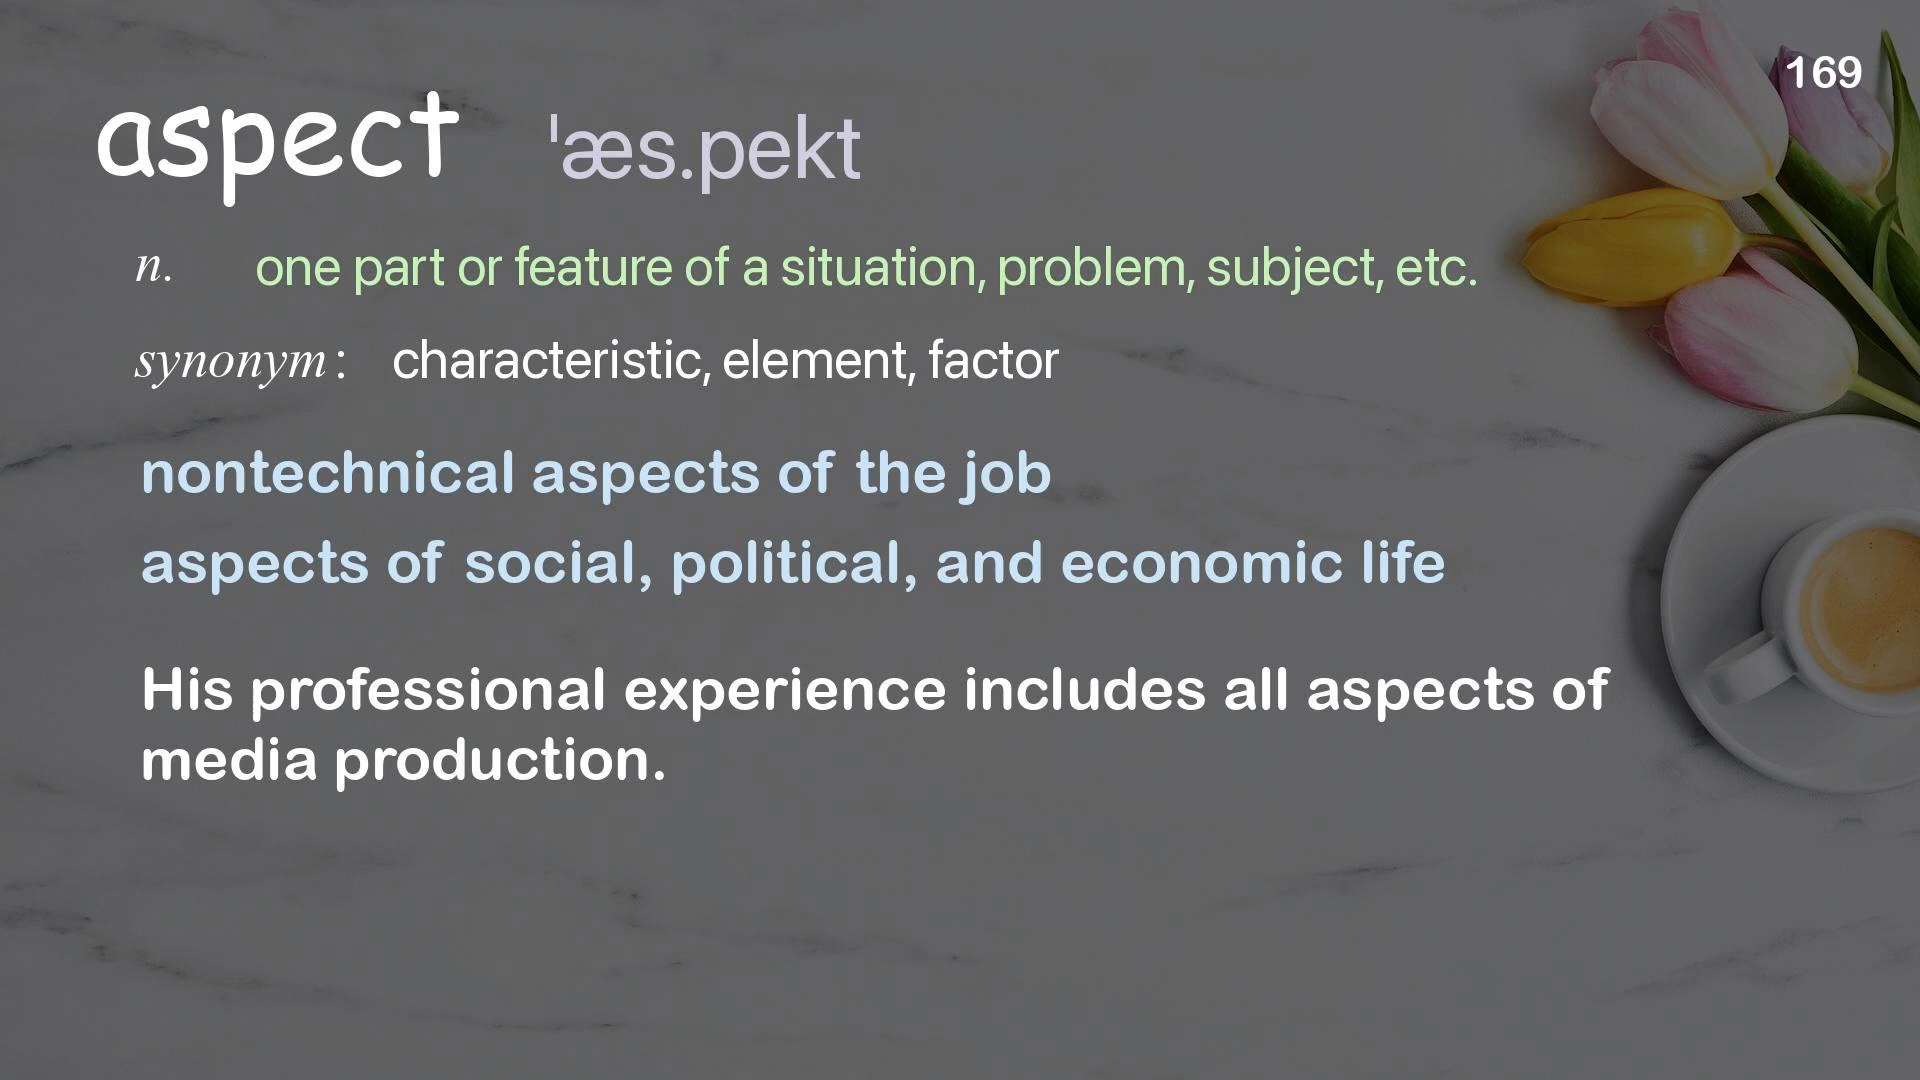 169
aspect ˈæs.pekt
n. one part or feature of a situation, problem, subject, etc.
synonym: characteristic, element, factor
nontechnical aspects of the job
aspects of social, political, and economic life
His professional experience includes all aspects of
media production.